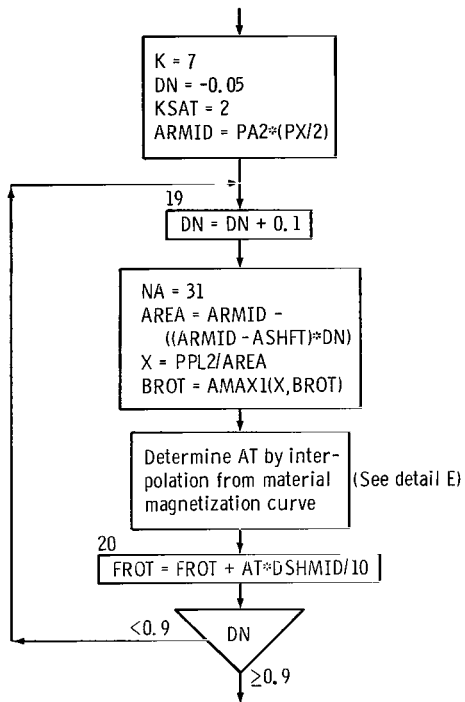 K = 7
DN = -0.05
KSAT = 2
ARMID = PA2*(PX/2)
19
DN = DN + 0.1
NA = 31
AREA = ARMID -
((ARMID - ASHFT)*DN)
X = PPL2/AREA
BROT = AMAX1(X,BROT)
Determine AT by inter-
polation from material
magnetization curve
(See detail E)
20
FROT = FROT + AT*DSHMID/10
<0.9
DN
≥0.9